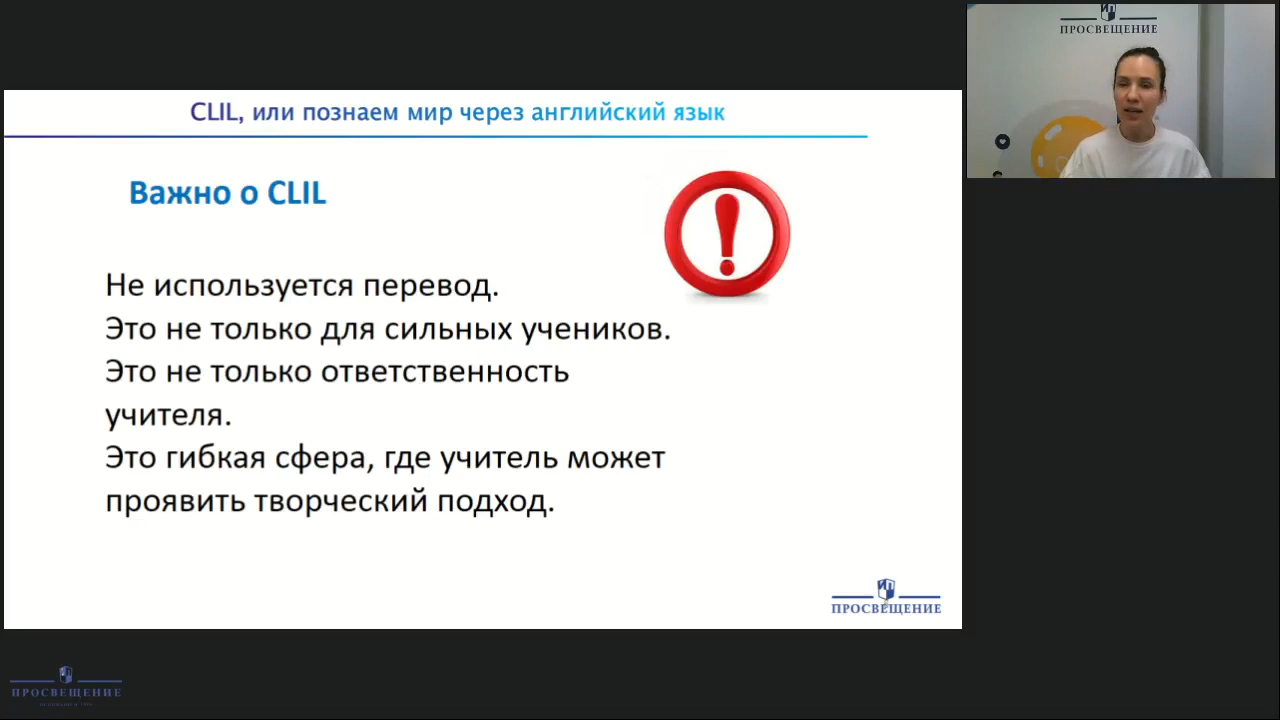 ПРОСВЕЩЕНИЕ
CLIL, или познаем мир через английский язык
Важно о CLIL
Не используется перевод.
Это не только для сильных учеников.
Это не только ответственность
учителя.
Это гибкая сфера, где учитель может
проявить творческий подход.
ПРОСВЕЩЕНИЕ
ПРОСВЕЩЕНИЕ